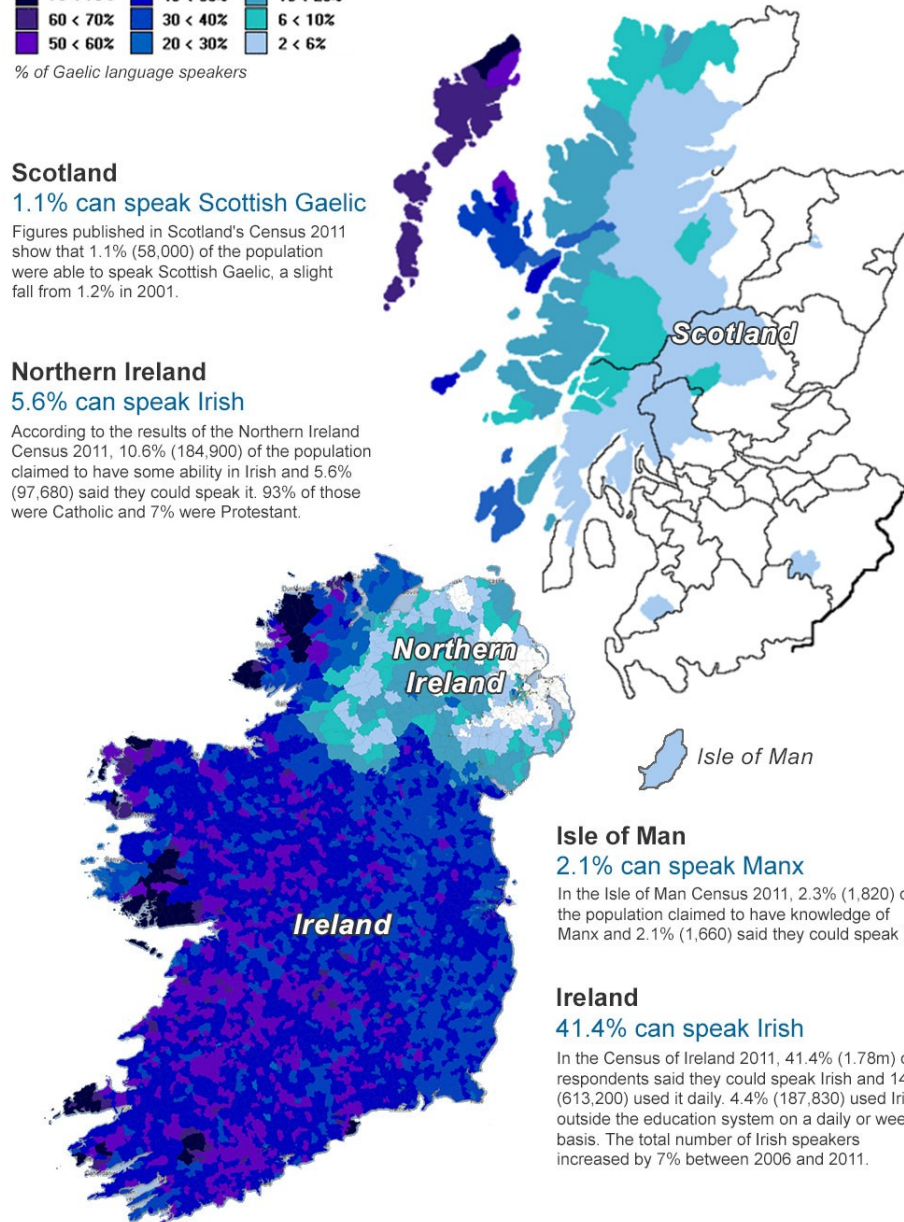 60 < 70% 30 < 40% 6 < 10%
50 < 60% 20 < 30% 2 < 6%
% of Gaelic language speakers
Scotland
1.1% can speak Scottish Gaelic
Figures published in Scotland's Census 2011
show that 1.1% (58,000) of the population
were able to speak Scottish Gaelic, a slight
fall from 1.2% in 2001.
Scotland
Northern Ireland
5.6% can speak Irish
According to the results of the Northern Ireland
Census 2011, 10.6% (184,900) of the population
claimed to have some ability in Irish and 5.6%
(97,680) said they could speak it. 93% of those
were Catholic and 7% were Protestant.
Northern
Ireland
Isle of Man
Isle of Man
2.1% can speak Manx
In the Isle of Man Census 2011, 2.3% (1,820)
the population claimed to have knowledge of
Manx and 2.1% (1,660) said they could speak
Ireland
Ireland
41.4% can speak Irish
In the Census of Ireland 2011, 41.4% (1.78m)
respondents said they could speak Irish and 14
(613,200) used it daily. 4.4% (187,830) used
outside the education system on a daily or
basis. The total number of Irish speakers
increased by 7% between 2006 and 2011.